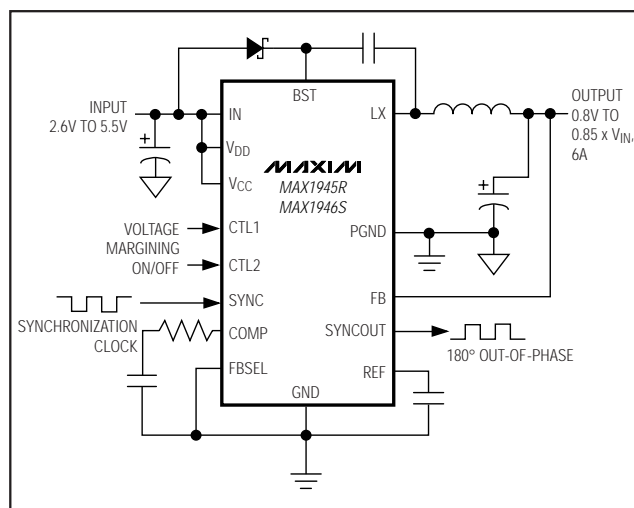 INPUT
2.6V TO 5.5V
+
IN
VDD
VCC
BST
LX
OUTPUT
0.8V TO
0.85 x VIN,
6A
MAXIM
MAX1945R
MAX1946S
+
VOLTAGE
MARGINING
ON/OFF
CTL1
CTL2
PGND
SYNCHRONIZATION
CLOCK
SYNC
FB
COMP
SYNCOUT
180° OUT-OF-PHASE
FBSEL
REF
GND